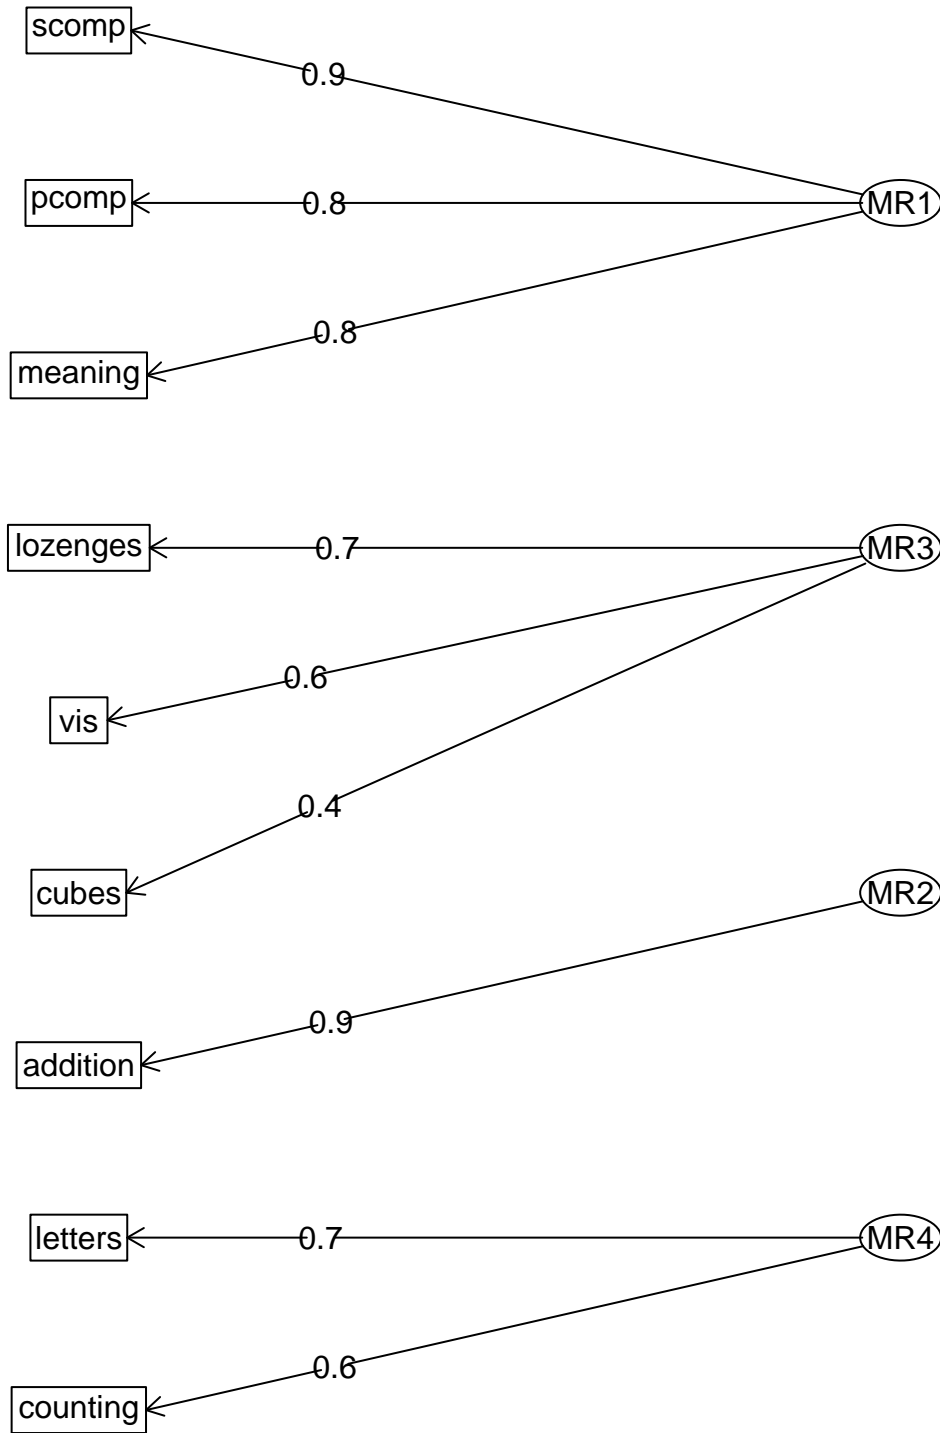 scomp
0.9
pcomp
0.8
MR1
0.8
meaning
lozenges
0.7
MR3
0.6
vis
0.4
cubes
MR2
0.9
addition
letters
0.7
MR4
0.6
counting